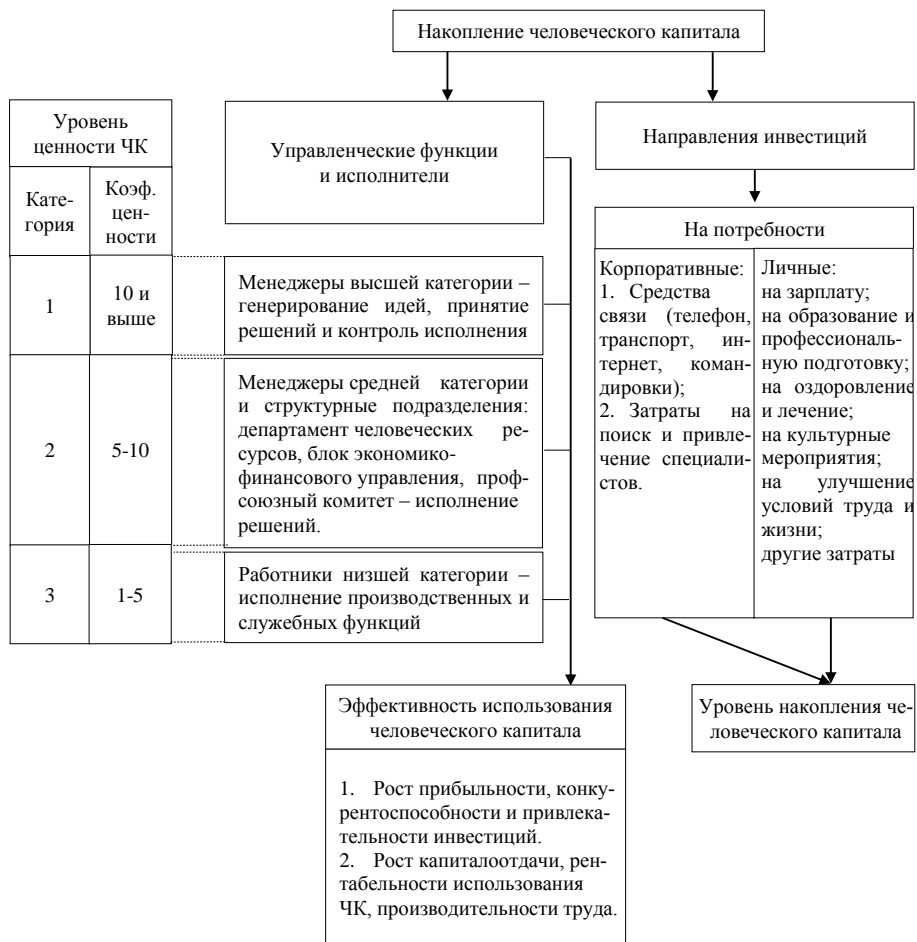 Накопление человеческого капитала
Уровень
ценности ЧК
Кате-
гория
Коэф.
цен-
ности
1
10 и
выше
2
5-10
3
1-5
Управленческие функции
и исполнители
Менеджеры высшей категории –
генерирование идей, принятие
решений и контроль исполнения
Менеджеры средней категории
и структурные подразделения:
департамент человеческих ре-
сурсов, блок экономико-
финансового управления, проф-
союзный комитет – исполнение
решений.
Работники низшей категории –
исполнение производственных и
служебных функций
Направления инвестиций
На потребности
Корпоративные:
1. Средства
связи (телефон,
транспорт, ин-
тернет, коман-
дировки);
2. Затраты на
поиск и привле-
чение специали-
стов.
Личные:
на зарплату;
на образование и
профессиональ-
ную подготовку;
на оздоровление
и лечение;
на культурные
мероприятия;
на улучшение
условий труда и
жизни;
другие затраты
Эффективность использования
человеческого капитала
1. Рост прибыльности, конку-
рентоспособности и привлека-
тельности инвестиций.
2. Рост капиталоотдачи, рен-
табельности использования
ЧК, производительности труда.
Уровень накопления че-
ловеческого капитала